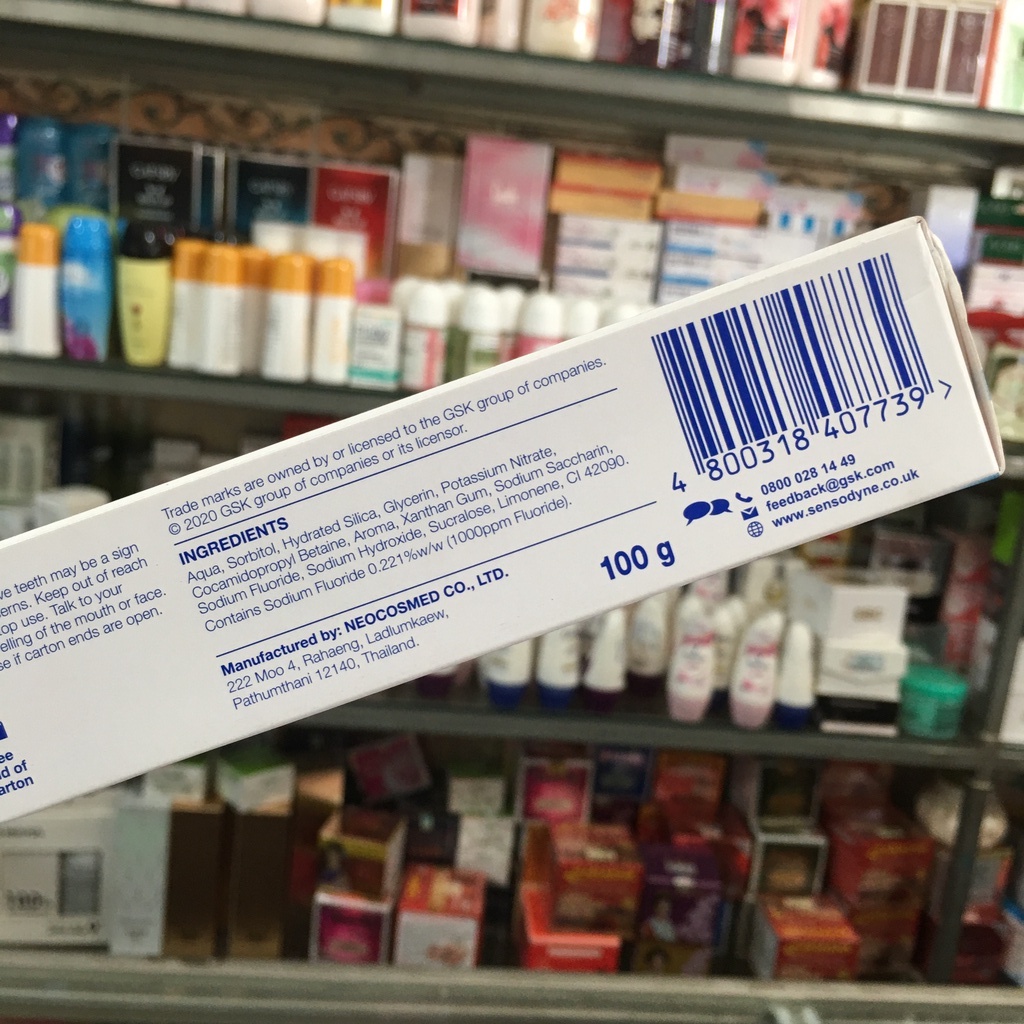 ve teeth may be a sign
erns. Keep out of reach
op use. Talk to your
elling of the mouth or face.
e if carton ends are open.
ee
d of
arton
Trade marks are owned by or licensed to the GSK group of companies.
© 2020 GSK group of companies or its licensor.
INGREDIENTS
Aqua, Sorbitol, Hydrated Silica, Glycerin, Potassium Nitrate,
Cocamidopropyl Betaine, Aroma, Xanthan Gum, Sodium Saccharin,
Sodium Fluoride, Sodium Hydroxide, Sucralose, Limonene, CI 42090.
Contains Sodium Fluoride 0.221%w/w (1000ppm Fluoride).
Manufactured by: NEOCOSMED CO., LTD.
222 Moo 4, Rahaeng, Ladlumkaew,
Pathumthani 12140, Thailand.
100 g
4 800318 407739 >
0800 028 14 49
feedback@gsk.com
www.sensodyne.co.uk